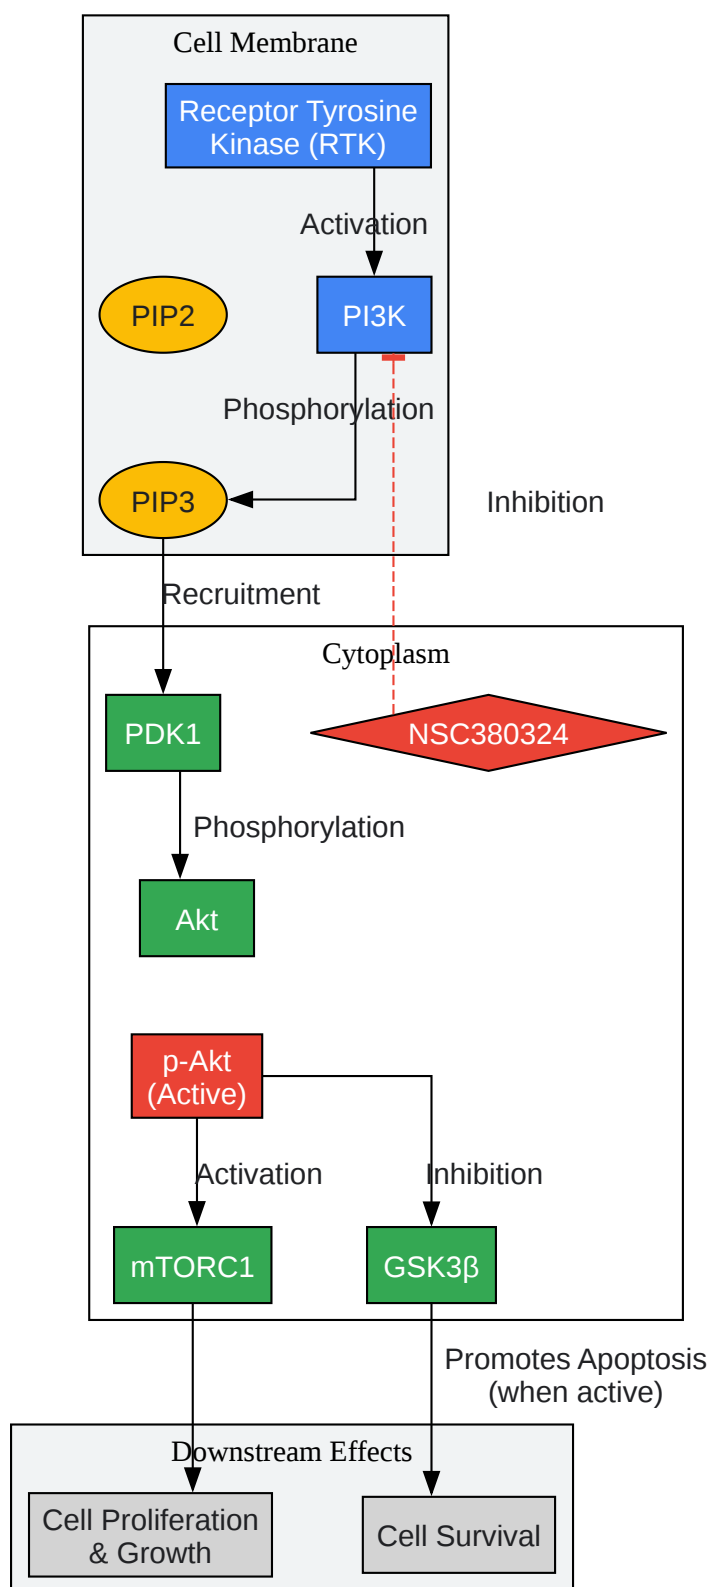 Cell Membrane
Receptor Tyrosine
Kinase (RTK)
Activation
PIP2
PI3K
Phosphorylation
PIP3
Inhibition
Recruitment
Cytoplasm
PDK1
NSC380324
Phosphorylation
Akt
p-Akt
(Active)
Activation
Inhibition
mTORC1
GSK3β
Promotes Apoptosis
(when active)
Downstream Effects
Cell Proliferation
& Growth
Cell Survival